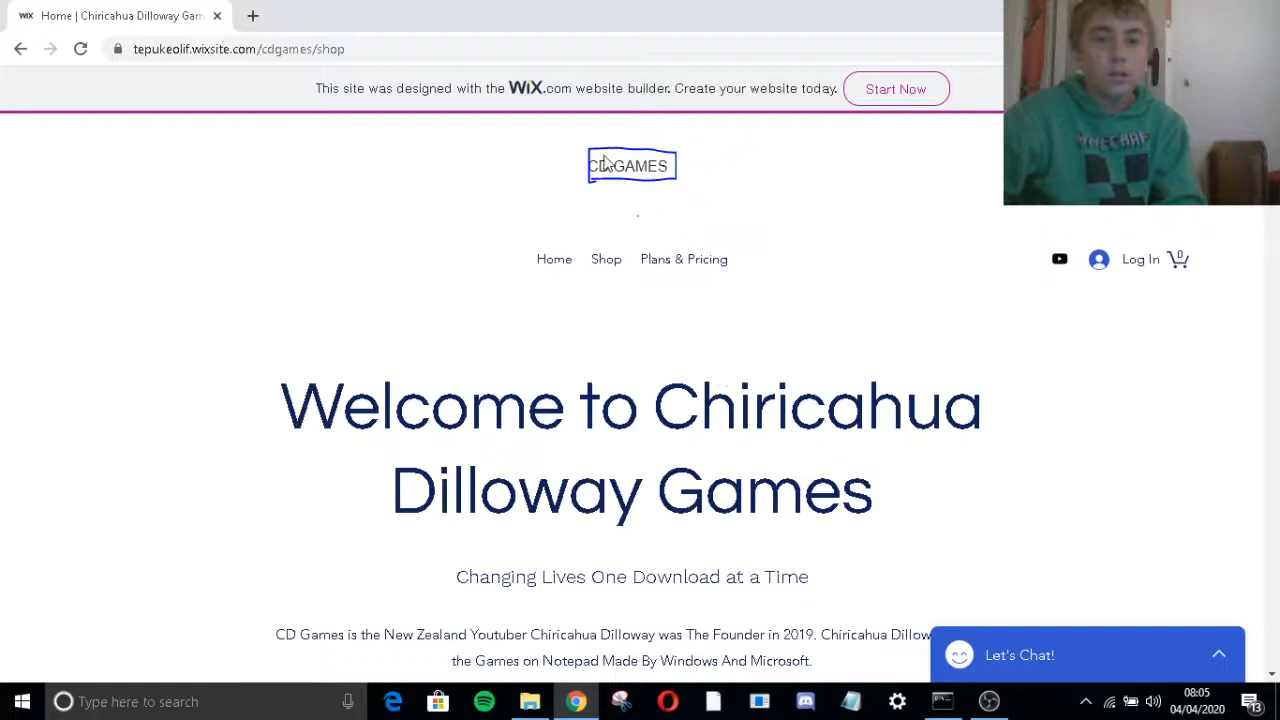 WIX Home | Chiricahua Dilloway Gam
tepukeolif.wixsite.com/cdgames/shop
This site was designed with the WiX.com website builder. Create your website today. Start Now
CD GAMES
Home Shop Plans & Pricing 
Log In 0
Welcome to Chiricahua
Dilloway Games
Changing Lives One Download at a Time
CD Games is the New Zealand Youtuber Chiricahua Dilloway was The Founder in 2019. Chiricahua Dillow
the Games on Notepad Made By Windows And Microsoft.
Let's Chat!
Type here to search
08:05
04/04/2020
13